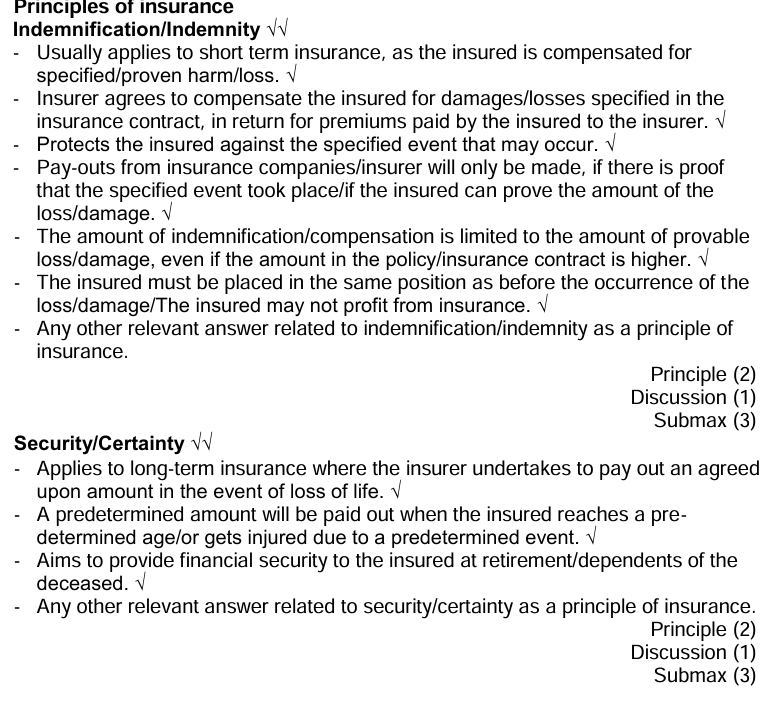 Principles of insurance
Indemnification/Indemnity √√
- Usually applies to short term insurance, as the insured is compensated for
specified/proven harm/loss. √
- Insurer agrees to compensate the insured for damages/losses specified in the
insurance contract, in return for premiums paid by the insured to the insurer. √
- Protects the insured against the specified event that may occur. √
- Pay-outs from insurance companies/insurer will only be made, if there is proof
that the specified event took place/if the insured can prove the amount of the
loss/damage. √
- The amount of indemnification/compensation is limited to the amount of provable
loss/damage, even if the amount in the policy/insurance contract is higher. √
- The insured must be placed in the same position as before the occurrence of the
loss/damage/The insured may not profit from insurance. √
- Any other relevant answer related to indemnification/indemnity as a principle of
insurance.
Principle (2)
Discussion (1)
Submax (3)
Security/Certainty √√
- Applies to long-term insurance where the insurer undertakes to pay out an agreed
upon amount in the event of loss of life. √
- A predetermined amount will be paid out when the insured reaches a pre-
determined age/or gets injured due to a predetermined event. √
- Aims to provide financial security to the insured at retirement/dependents of the
deceased. √
- Any other relevant answer related to security/certainty as a principle of insurance.
Principle (2)
Discussion (1)
Submax (3)